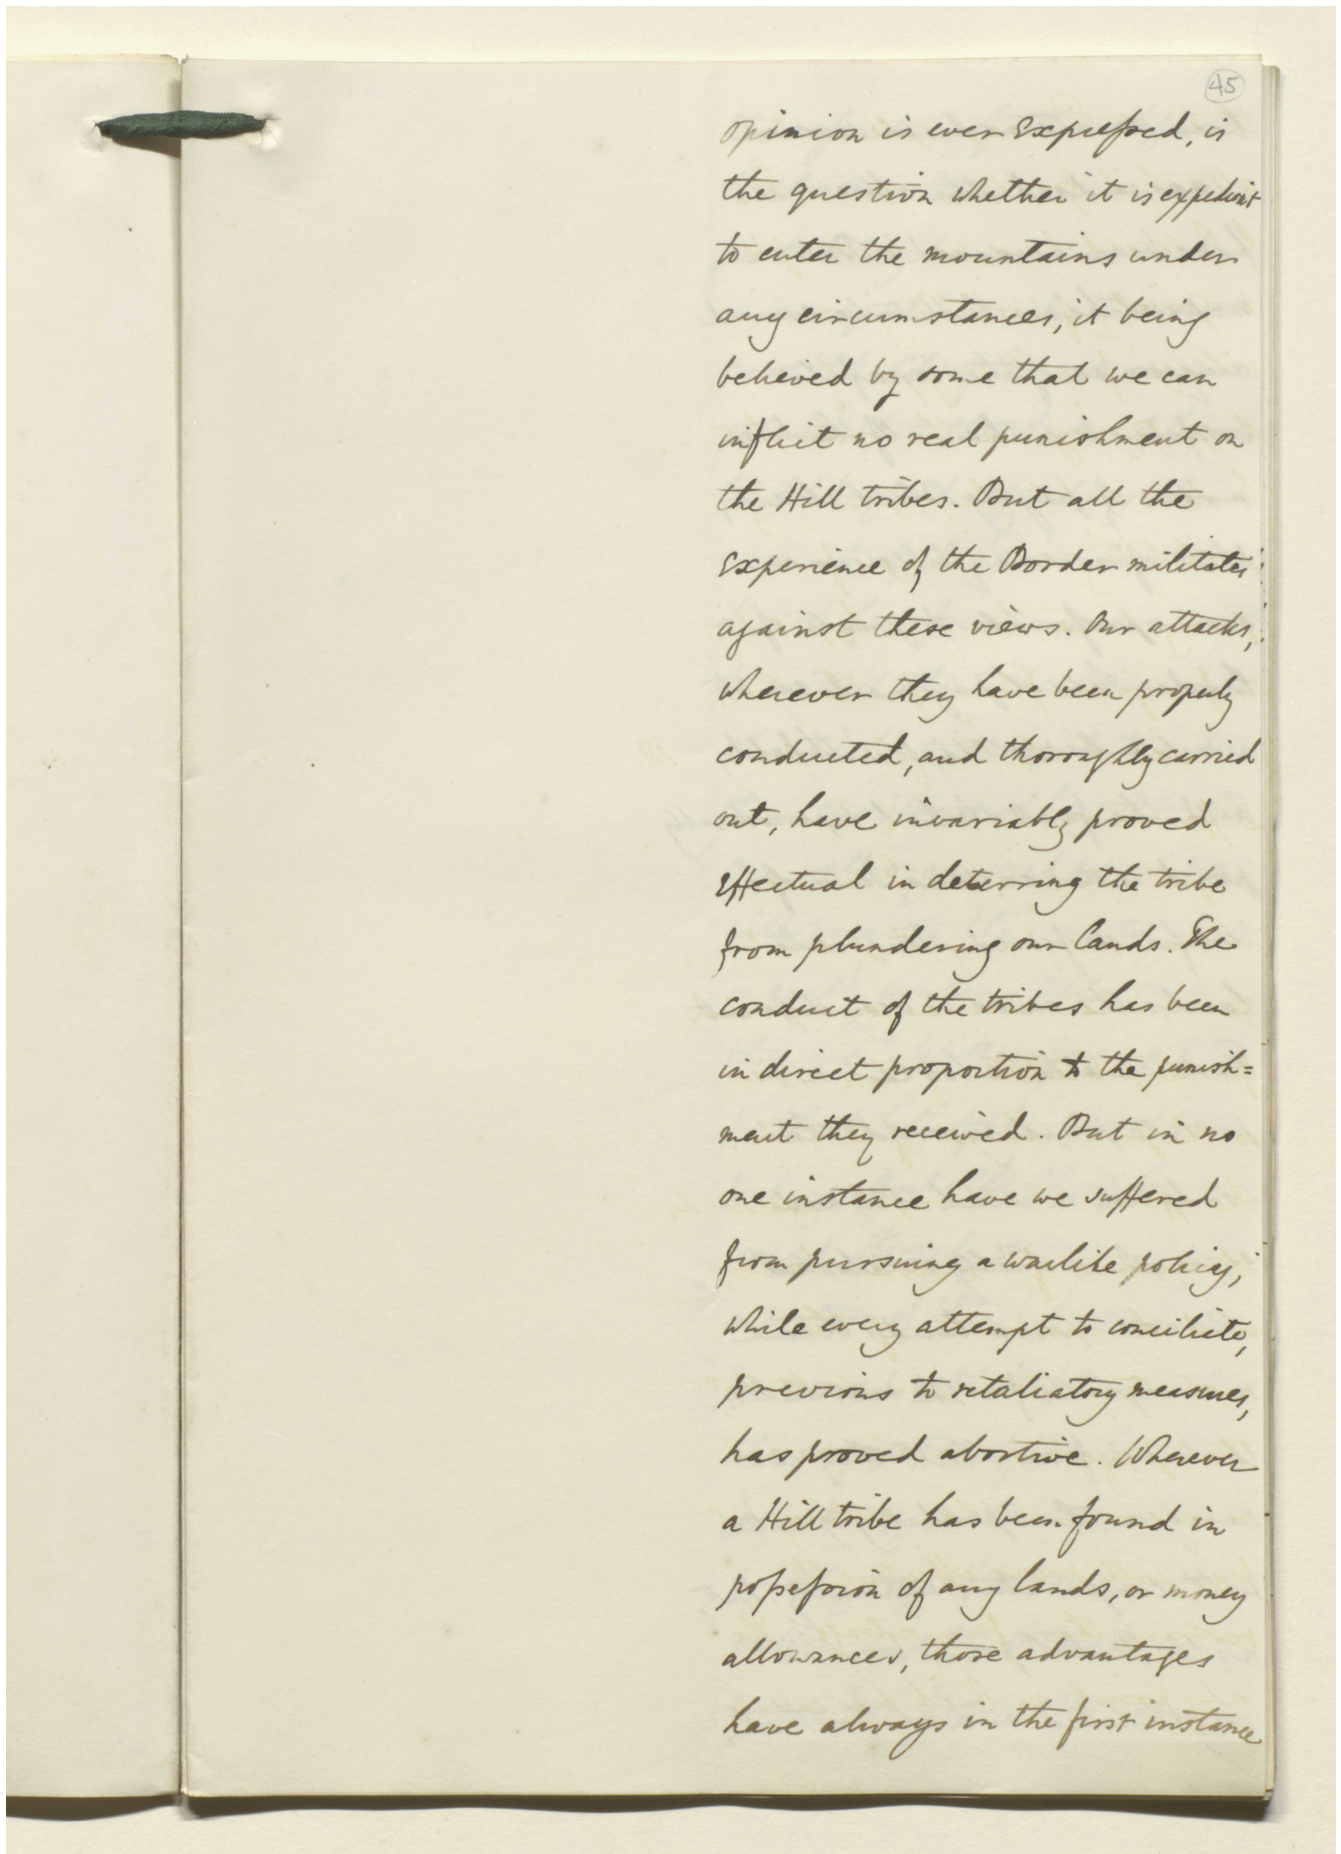 45
opinion is ever expressed, is
the question whether it is expedient
to enter the mountains under
any circumstances, it being
believed by some that we can
inflict no real punishment on
the Hill tribes. But all the
experience of the Border militates
against these views. Our attacks,
wherever they have been properly
conducted, and thoroughly carried
out, have invariably proved
effectual in deterring the tribe
from plundering our lands. The
conduct of the tribes has been
in direct proportion to the punish=
ment they received. But in no
one instance have we suffered
from pursuing a warlike policy,
while every attempt to conciliate,
previous to retaliatory measures,
has proved abortive. Wherever
a Hill tribe has been found in
possession of any lands, or money
allowances, those advantages
have always in the first instance